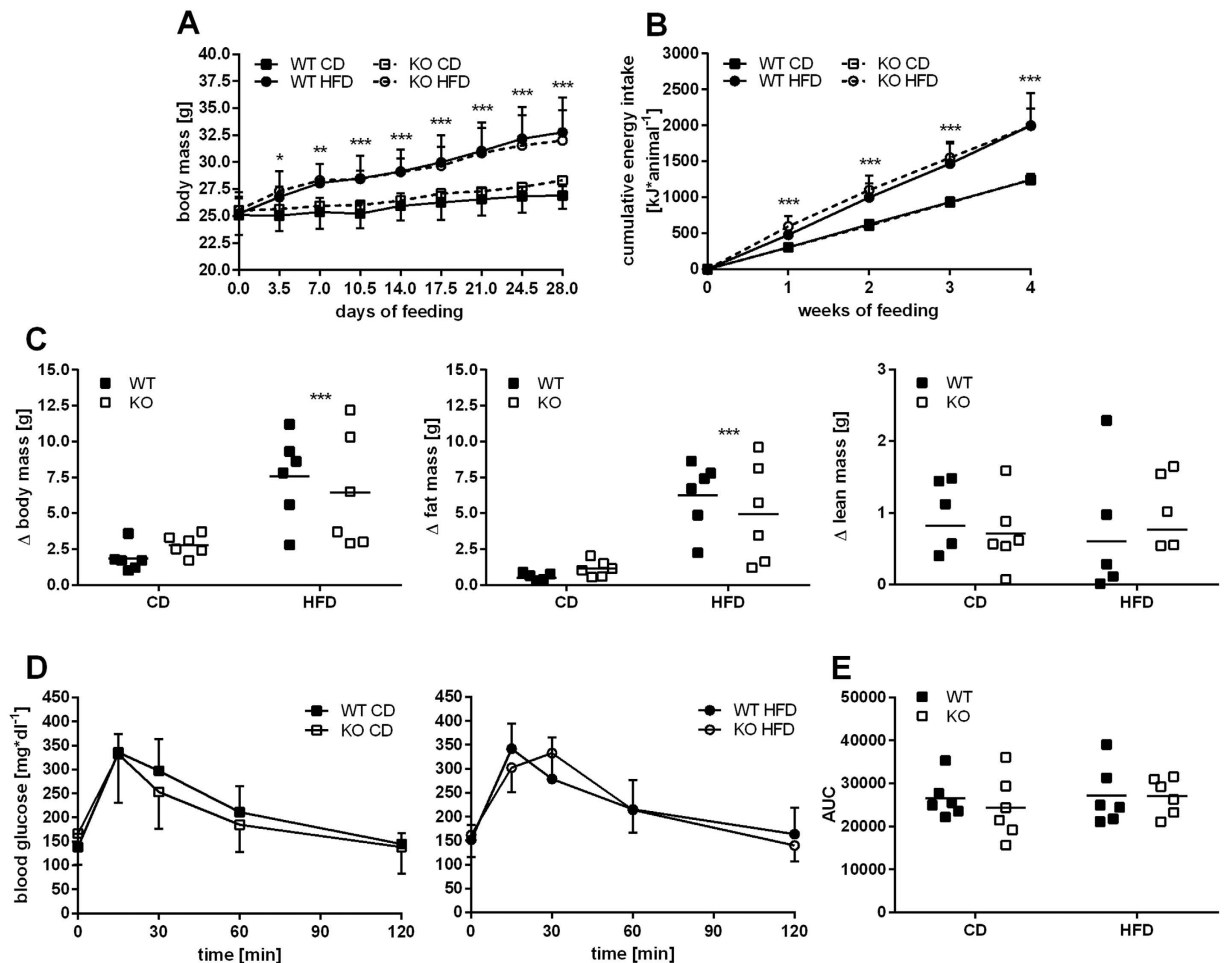 A
WT CD
KO CD
WT HFD
KO HFD
body mass [g]
40.0
37.5
35.0
32.5
30.0
27.5
25.0
22.5
20.0
*
**
***
***
***
***
***
***
0.0 3.5 7.0 10.5 14.0 17.5 21.0 24.5 28.0
days of feeding
B
WT CD
KO CD
WT HFD
KO HFD
cumulative energy intake
[kJ*animal⁻¹]
3000
2500
2000
1500
1000
500
0
***
***
***
***
0 1 2 3 4
weeks of feeding
C
WT
KO
Δ body mass [g]
15.0
12.5
10.0
7.5
5.0
2.5
0.0
***
CD HFD
WT
KO
Δ fat mass [g]
15.0
12.5
10.0
7.5
5.0
2.5
0.0
***
CD HFD
WT
KO
Δ lean mass [g]
3
2
1
0
CD HFD
D
WT CD
KO CD
blood glucose [mg*dl⁻¹]
450
400
350
300
250
200
150
100
50
0
0 30 60 90 120
time [min]
WT HFD
KO HFD
450
400
350
300
250
200
150
100
50
0
0 30 60 90 120
time [min]
E
WT
KO
AUC
50000
40000
30000
20000
10000
0
CD HFD